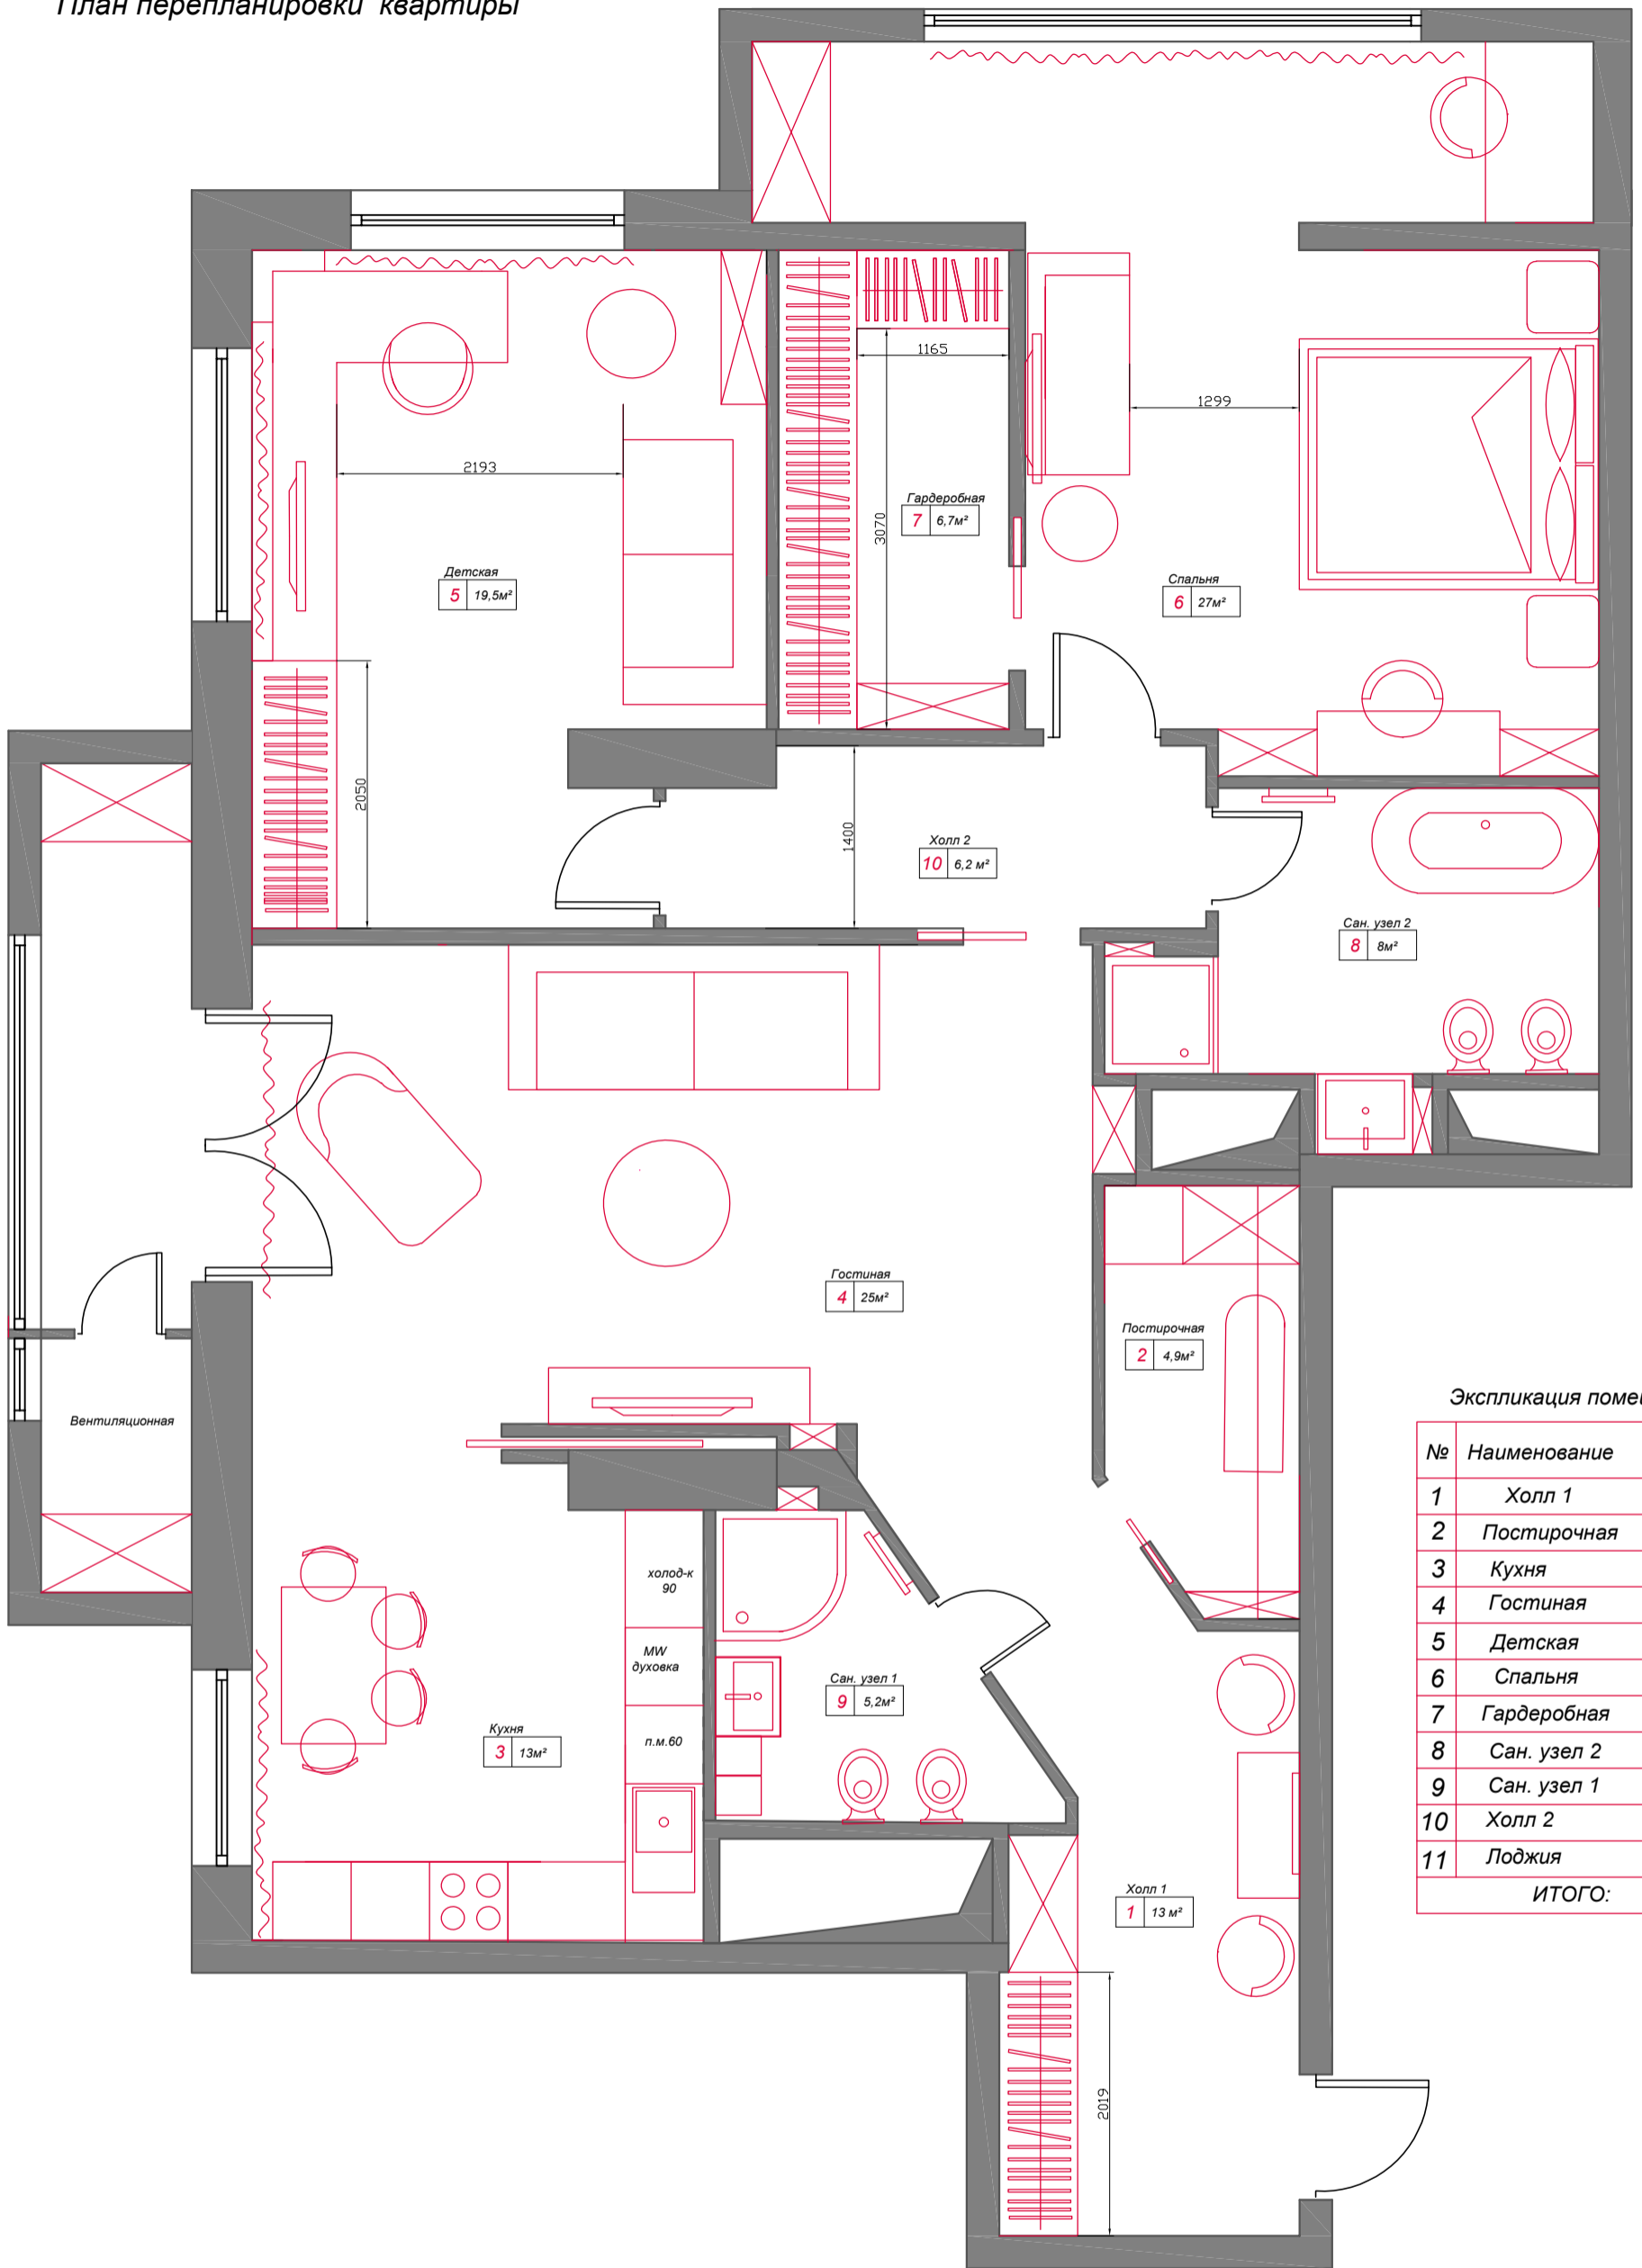 План перепланировки квартиры
1165
1299
2193
3070
Гардеробная
7 6,7м²
Детская
5 19,5м²
Спальня
6 27м²
2050
1400
Холл 2
10 6,2 м²
Сан. узел 2
8 8м²
Гостиная
4 25м²
Постирочная
2 4,9м²
Вентиляционная
холод-к
90
MW
духовка
п.м.60
Сан. узел 1
9 5,2м²
Кухня
3 13м²
Холл 1
1 13 м²
2019
Экспликация помещ
№ Наименование
1 Холл 1
2 Постирочная
3 Кухня
4 Гостиная
5 Детская
6 Спальня
7 Гардеробная
8 Сан. узел 2
9 Сан. узел 1
10 Холл 2
11 Лоджия
ИТОГО: